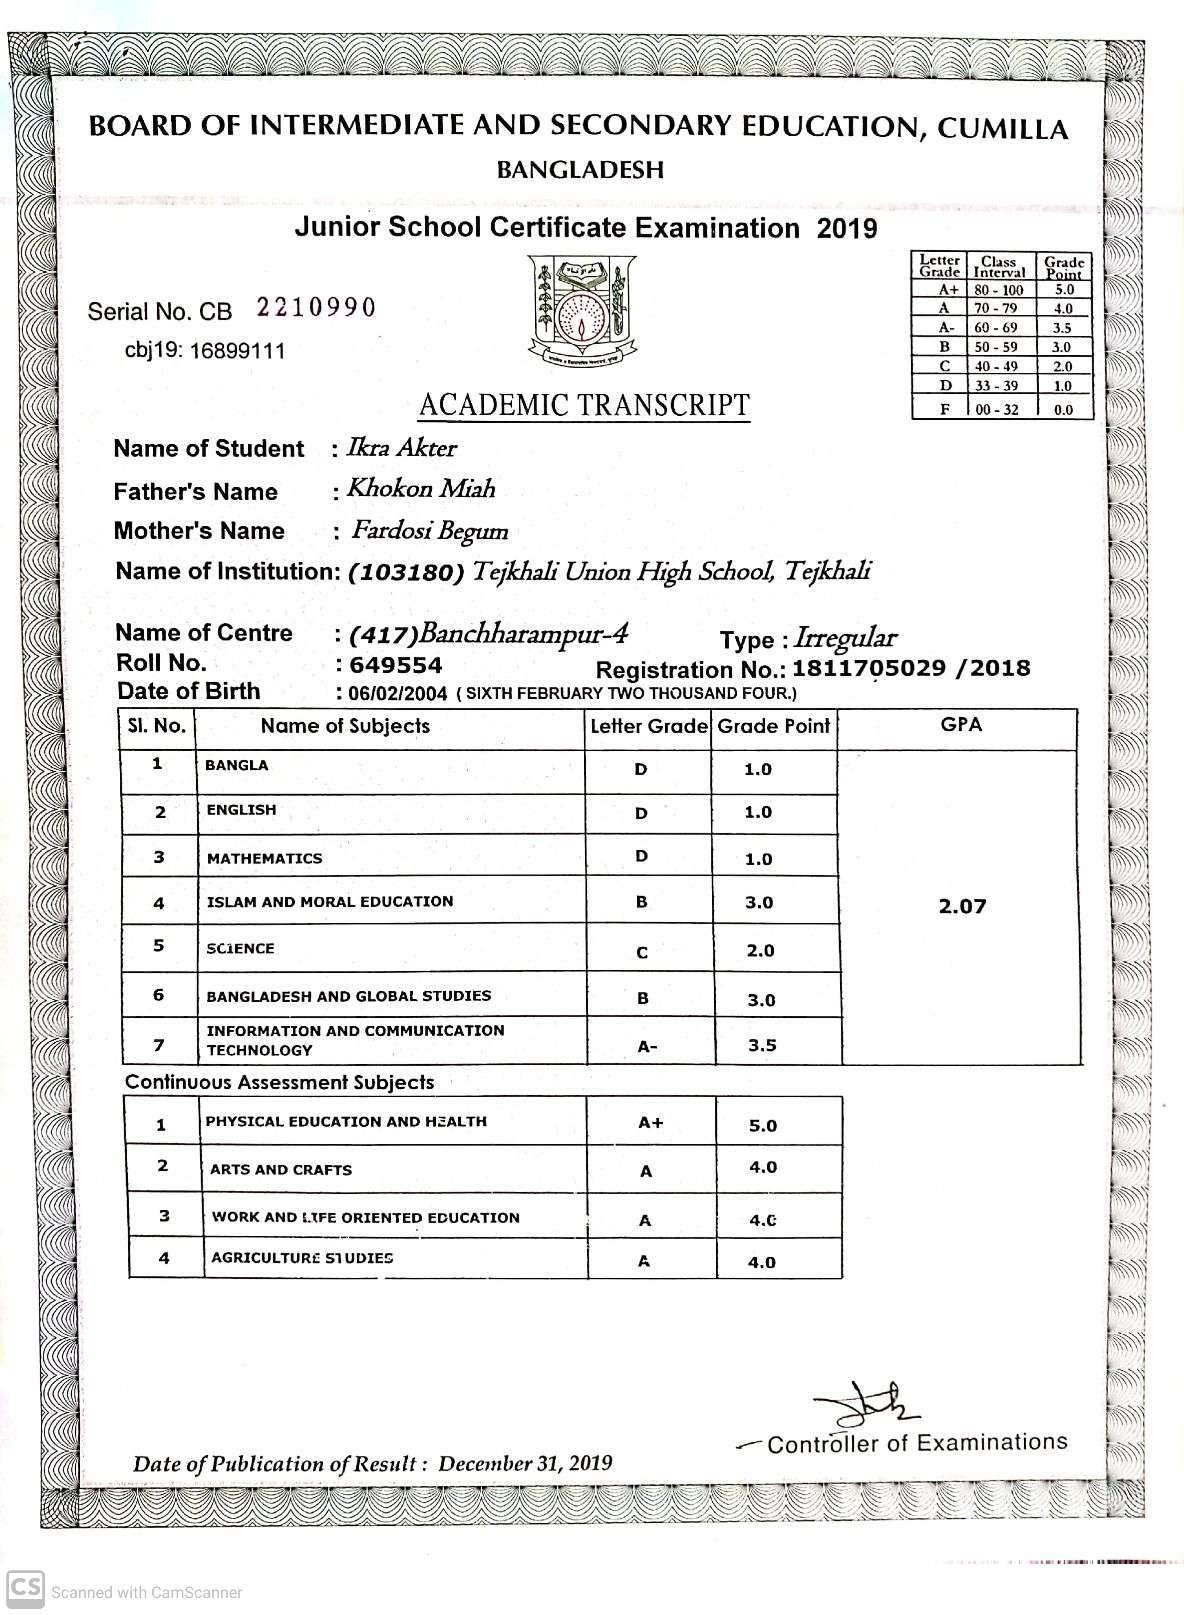 BOARD OF INTERMEDIATE AND SECONDARY EDUCATION, CUMILLA
BANGLADESH
Junior School Certificate Examination 2019
Serial No. CB 2210990
cbj19: 16899111
Letter Grade Class Interval Grade Point
A+ 80 - 100 5.0
A 70 - 79 4.0
A- 60 - 69 3.5
B 50 - 59 3.0
C 40 - 49 2.0
D 33 - 39 1.0
F 00 - 32 0.0
ACADEMIC TRANSCRIPT
Name of Student : Ikra Akter
Father's Name : Khokon Miah
Mother's Name : Fardosi Begum
Name of Institution: (103180) Tejkhali Union High School, Tejkhali
Name of Centre : (417)Banchharampur-4 Type : Irregular
Roll No. : 649554 Registration No.: 1811705029 /2018
Date of Birth : 06/02/2004 ( SIXTH FEBRUARY TWO THOUSAND FOUR.)
Sl. No. Name of Subjects Letter Grade Grade Point GPA
1 BANGLA D 1.0
2 ENGLISH D 1.0
3 MATHEMATICS D 1.0
4 ISLAM AND MORAL EDUCATION B 3.0 2.07
5 SCIENCE C 2.0
6 BANGLADESH AND GLOBAL STUDIES B 3.0
7 INFORMATION AND COMMUNICATION
TECHNOLOGY A- 3.5
Continuous Assessment Subjects
1 PHYSICAL EDUCATION AND HEALTH A+ 5.0
2 ARTS AND CRAFTS A 4.0
3 WORK AND LIFE ORIENTED EDUCATION A 4.0
4 AGRICULTURE STUDIES A 4.0
Controller of Examinations
Date of Publication of Result : December 31, 2019
CS Scanned with CamScanner